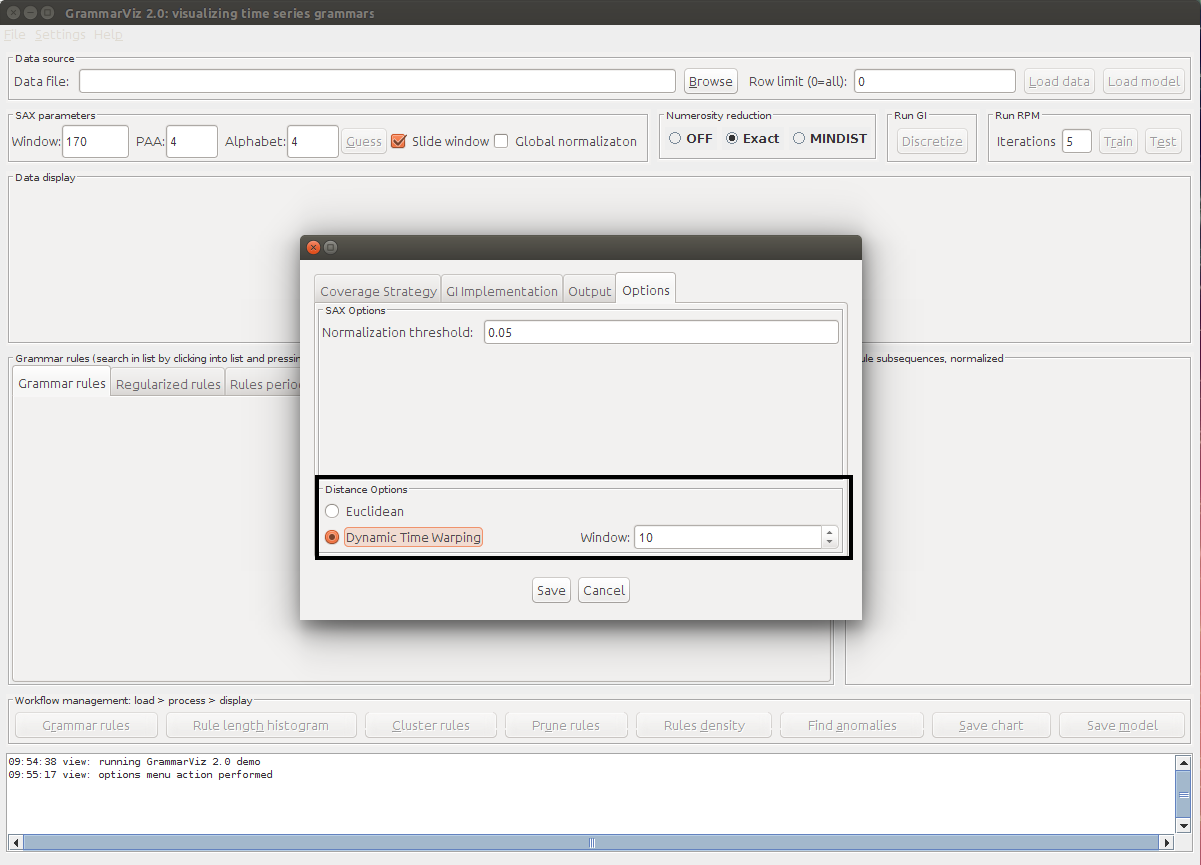 GrammarViz 2.0: visualizing time series grammars
File Settings Help
Data source
Data file: Browse Row limit (0=all): 0 Load data Load model
SAX parameters Numerosity reduction Run GI Run RPM
Window: 170 PAA: 4 Alphabet: 4 Guess Slide window Global normalizaton OFF Exact MINDIST Discretize Iterations 5 Train Test
Data display
Coverage Strategy GI Implementation Output Options
SAX Options
Normalization threshold: 0.05
Grammar rules (search in list by clicking into list and pressin
subsequences, normalized
Grammar rules Regularized rules Rules perio
Distance Options
Euclidean
Dynamic Time Warping Window: 10
Save Cancel
Workflow management: load > process > display
Grammar rules Rule length histogram Cluster rules Prune rules Rules density Find anomalies Save chart Save model
09:54:38 view: running GrammarViz 2.0 demo
09:55:17 view: options menu action performed